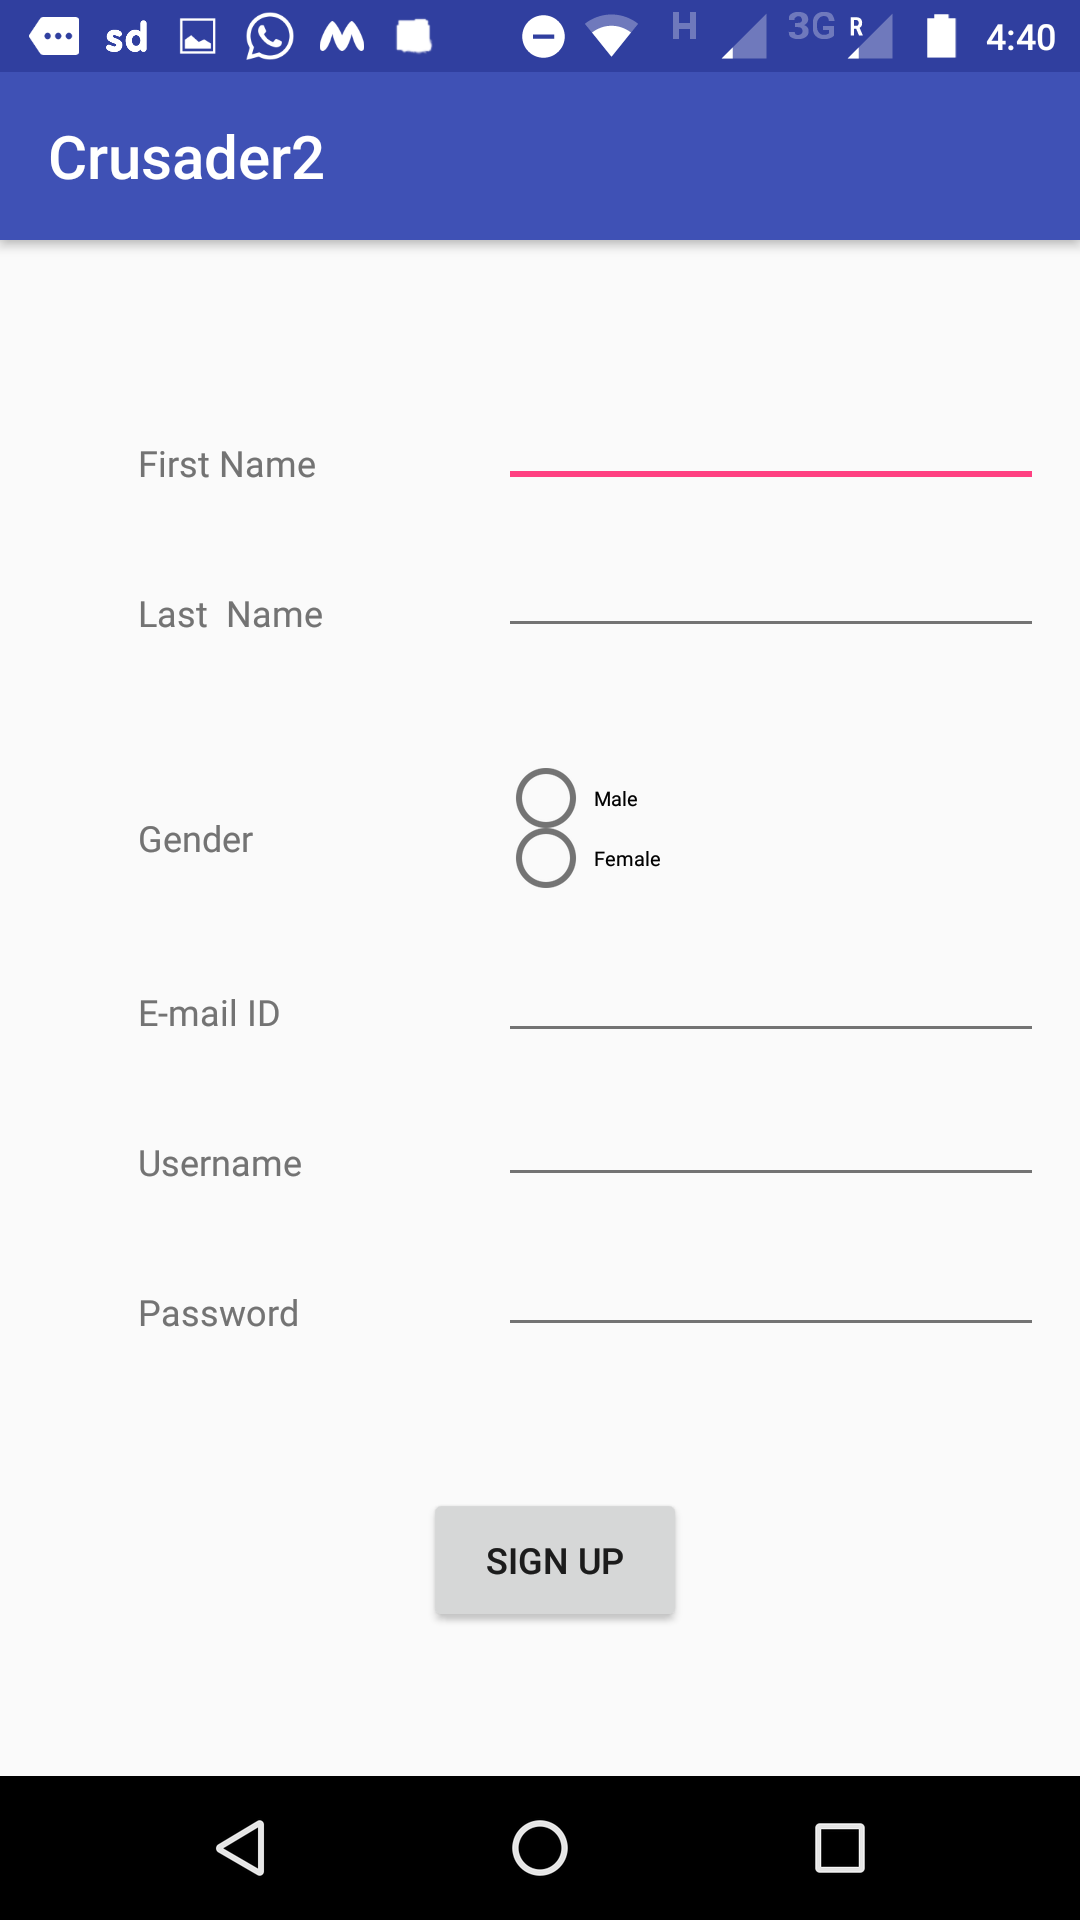 sd H 3G R 4:40
Crusader2
First Name
Last  Name
Male
Gender
Female
E-mail ID
Username
Password
SIGN UP